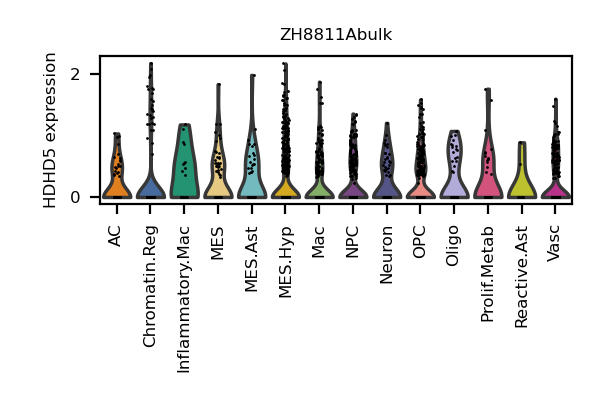 ZH8811Abulk
HDHD5 expression
2
0
AC
Chromatin.Reg
Inflammatory.Mac
MES
MES.Ast
MES.Hyp
Mac
NPC
Neuron
OPC
Oligo
Prolif.Metab
Reactive.Ast
Vasc